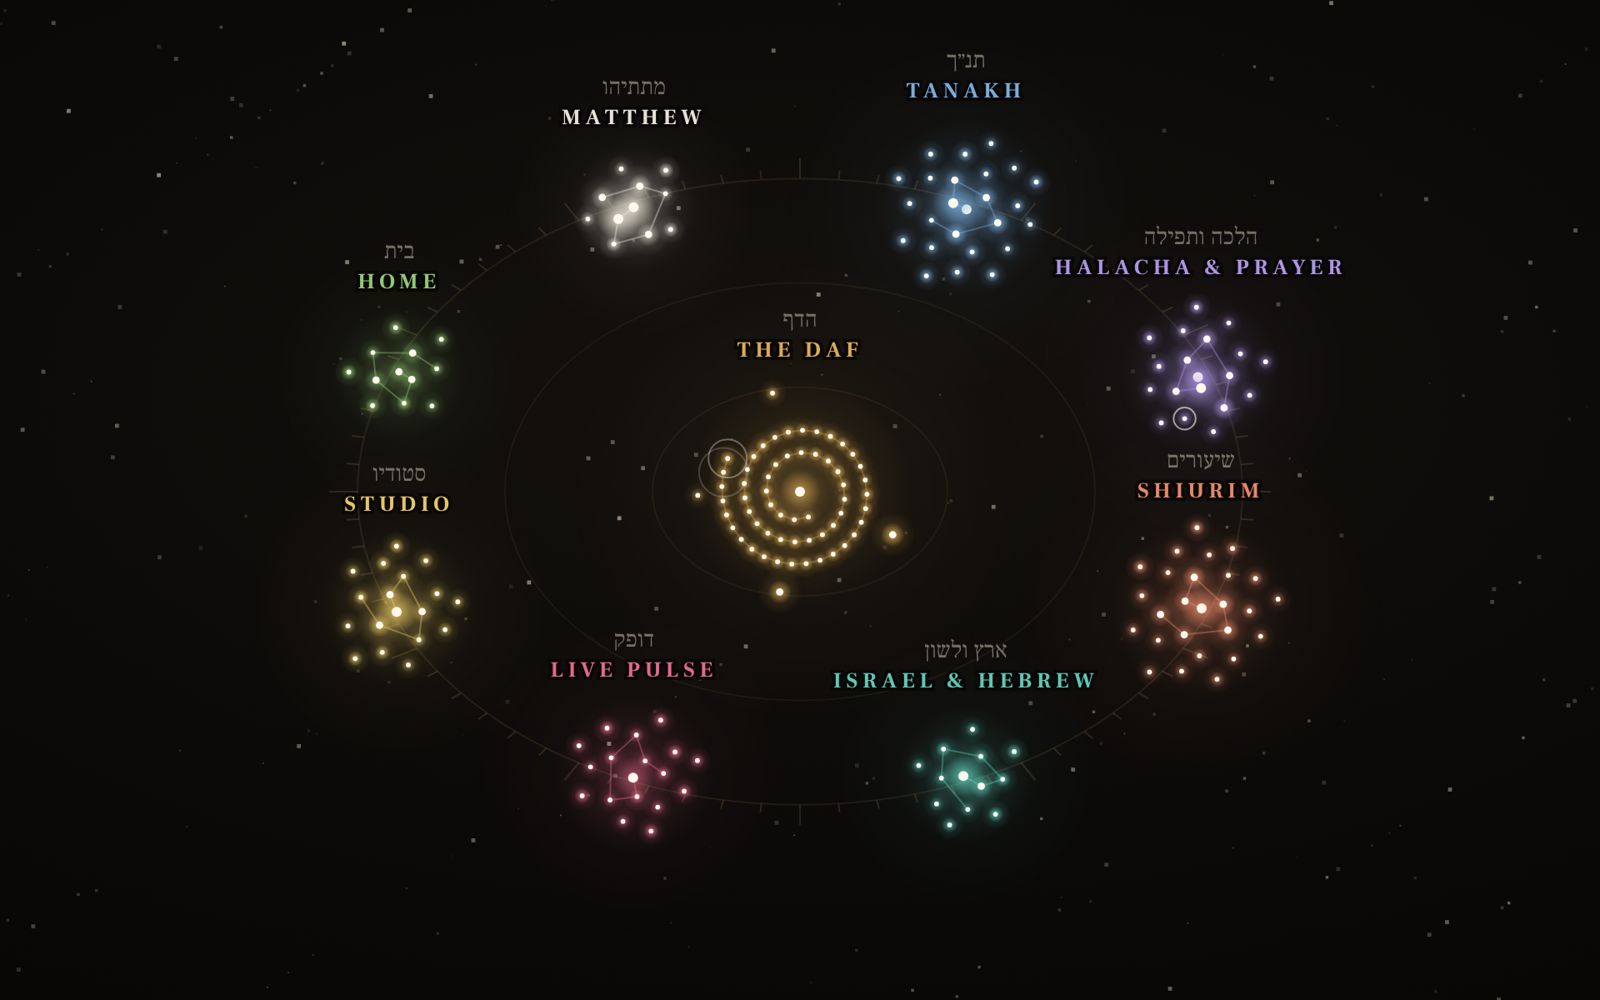 תנ״ך
TANAKH
מתתיהו
MATTHEW
הלכה ותפילה
HALACHA & PRAYER
בית
HOME
הדף
THE DAF
שיעורים
SHIURIM
סטודיו
STUDIO
דופק
LIVE PULSE
ארץ ולשון
ISRAEL & HEBREW